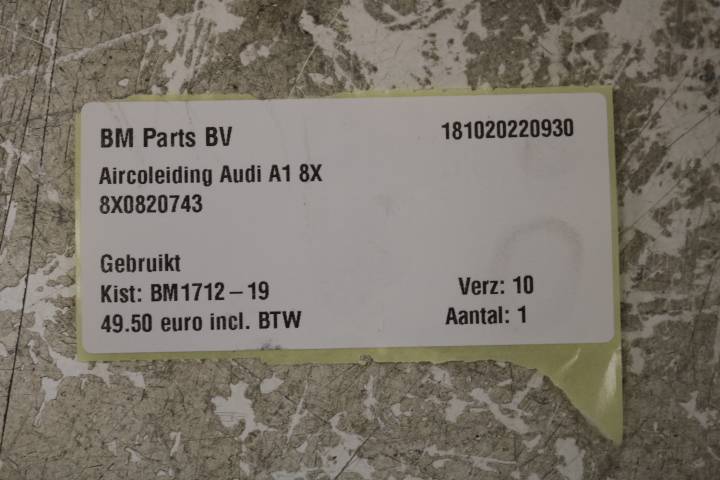 BM Parts BV 181020220930
Aircoleiding Audi A1 8X
8X0820743
Gebruikt
Kist: BM1712-19 Verz: 10
49.50 euro incl. BTW Aantal: 1